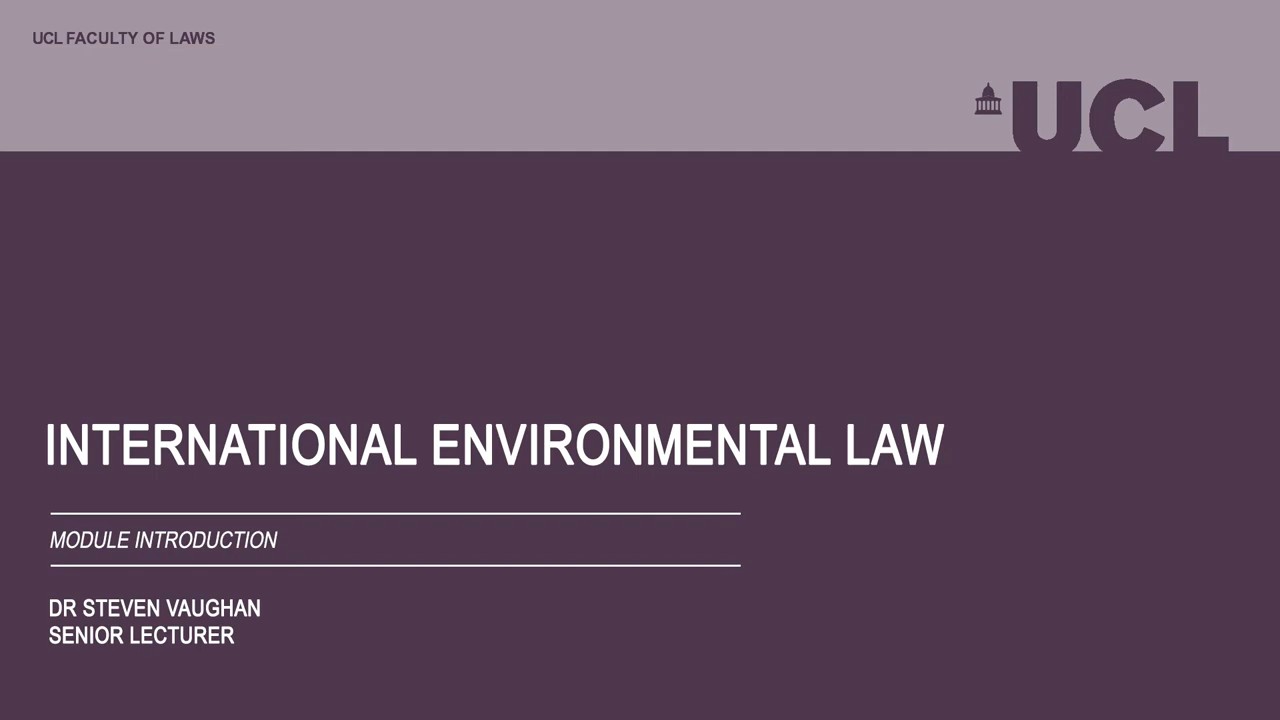 UCL FACULTY OF LAWS
UCL
INTERNATIONAL ENVIRONMENTAL LAW
MODULE INTRODUCTION
DR STEVEN VAUGHAN
SENIOR LECTURER